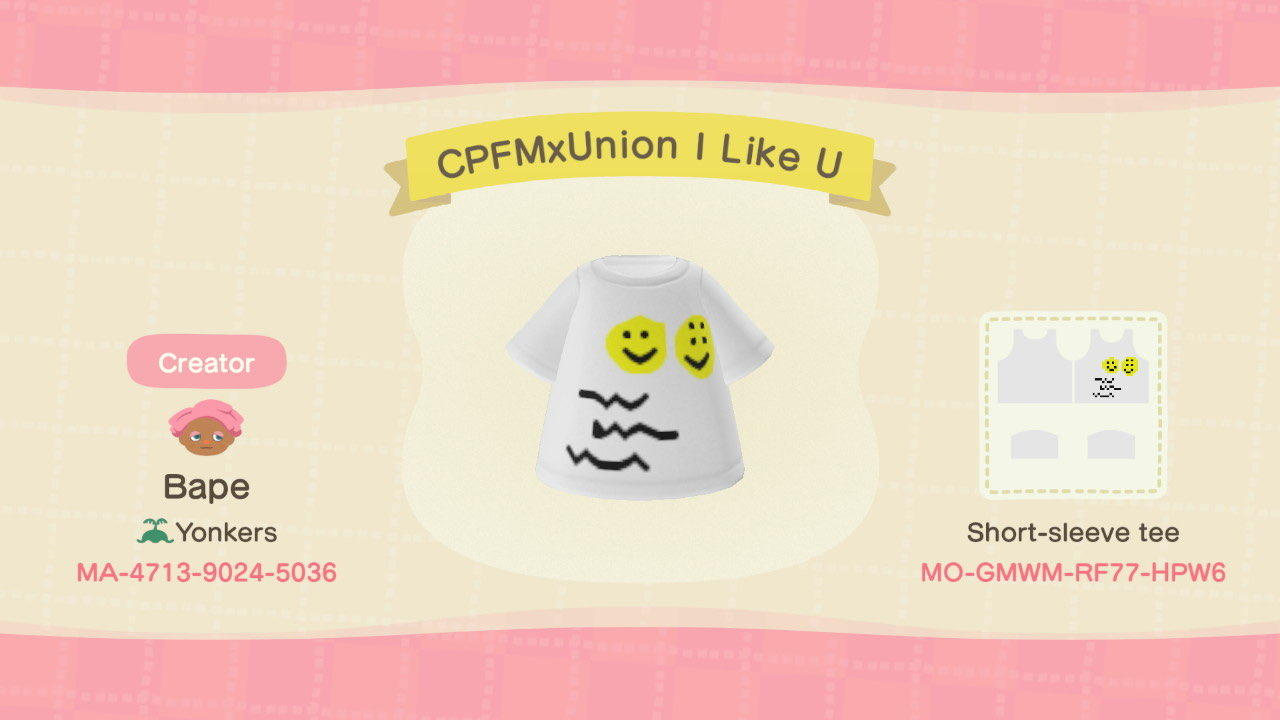 CPFMxUnion I Like U
Creator
Bape
Yonkers
MA-4713-9024-5036
Short-sleeve tee
MO-GMWM-RF77-HPW6